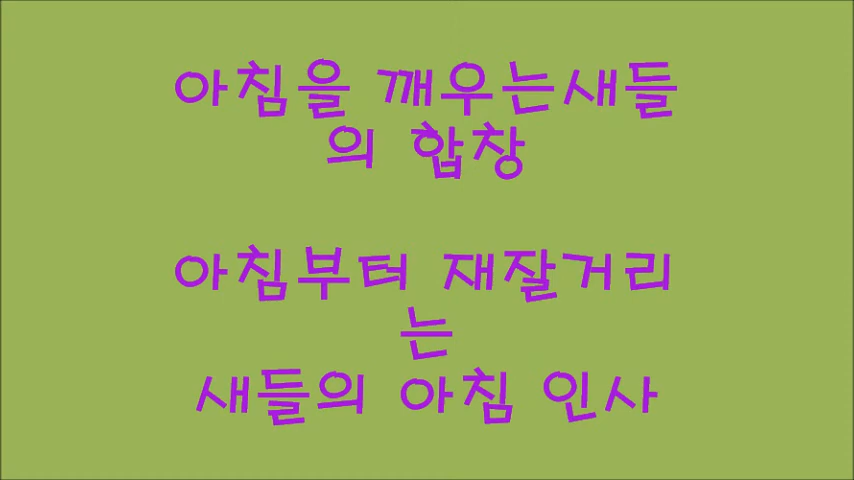 아침을 깨우는새들
의 합창
아침부터 재잘거리
는
새들의 아침 인사